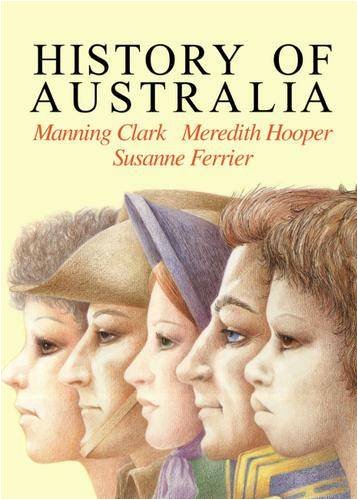 HISTORY OF
AUSTRALIA
Manning Clark Meredith Hooper
Susanne Ferrier